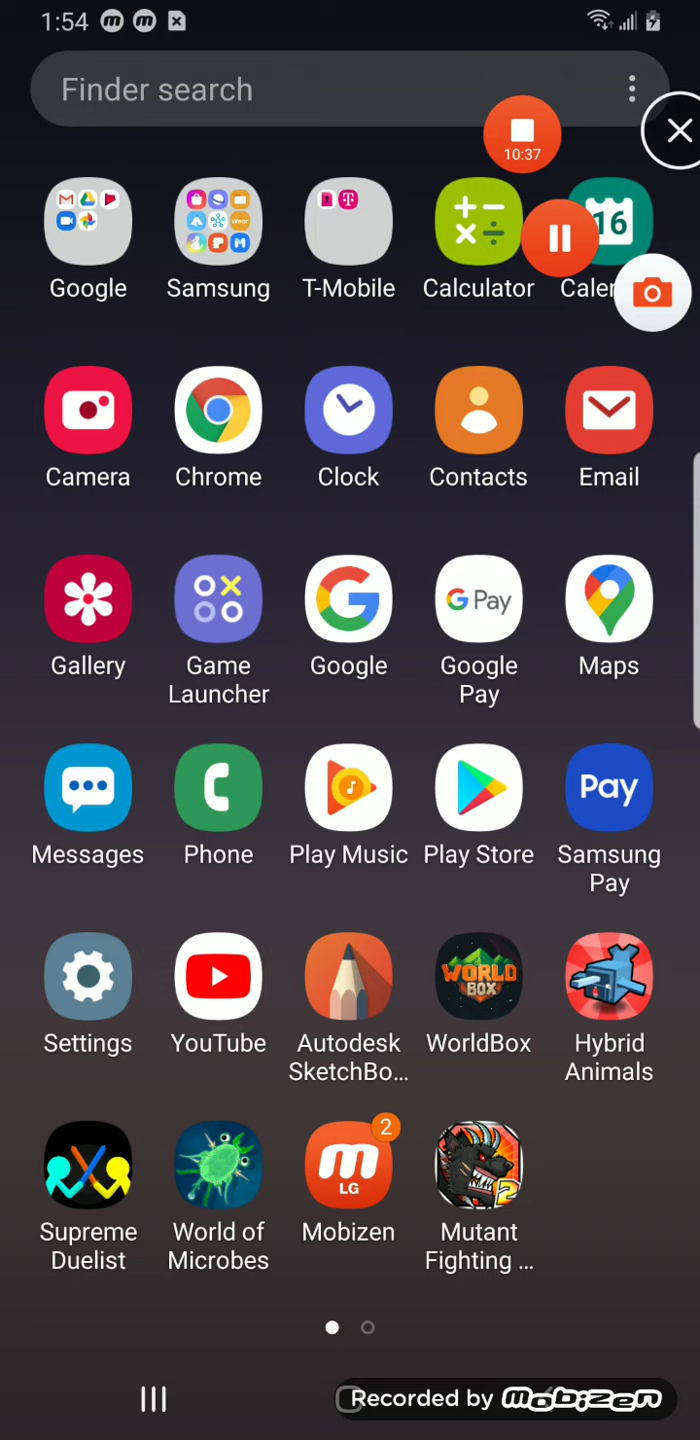 1:54
Finder search
10:37
Google
Samsung
T-Mobile
Calculator
Calen
16
Camera
Chrome
Clock
Contacts
Email
G Pay
Gallery
Game
Launcher
Google
Google
Pay
Maps
Pay
Messages
Phone
Play Music
Play Store
Samsung
Pay
WORLD
BOX
Settings
YouTube
Autodesk
SketchBo...
WorldBox
Hybrid
Animals
2
m
LG
2
Supreme
Duelist
World of
Microbes
Mobizen
Mutant
Fighting ...
Recorded by mobizen